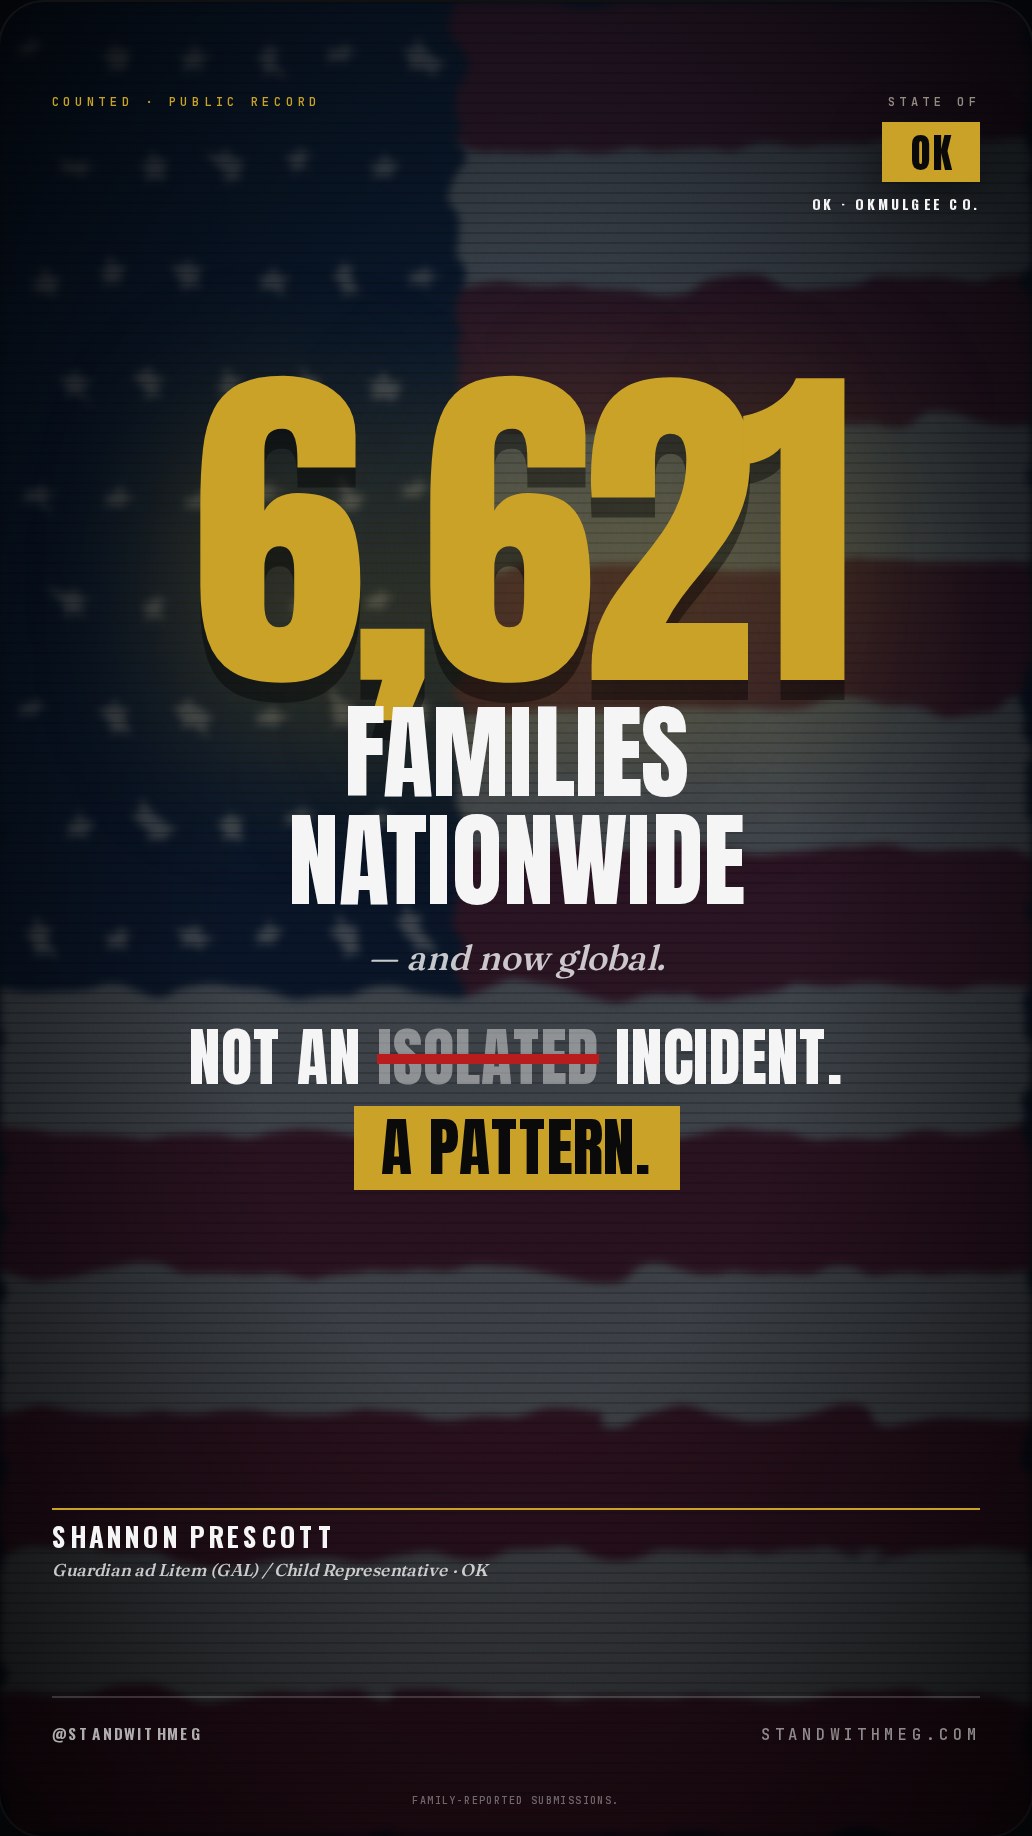 COUNTED · PUBLIC RECORD
STATE OF
OK
OK · OKMULGEE CO.
6,621
FAMILIES
NATIONWIDE
— and now global.
NOT AN ISOLATED INCIDENT.
A PATTERN.
SHANNON PRESCOTT
Guardian ad Litem (GAL) / Child Representative · OK
@STANDWITHMEG
STANDWITHMEG.COM
FAMILY-REPORTED SUBMISSIONS.